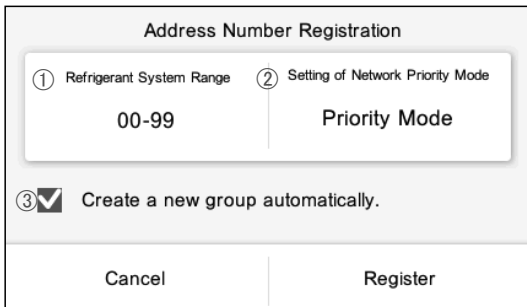 Address Number Registration
① Refrigerant System Range
② Setting of Network Priority Mode
00-99
Priority Mode
③ Create a new group automatically.
Cancel
Register